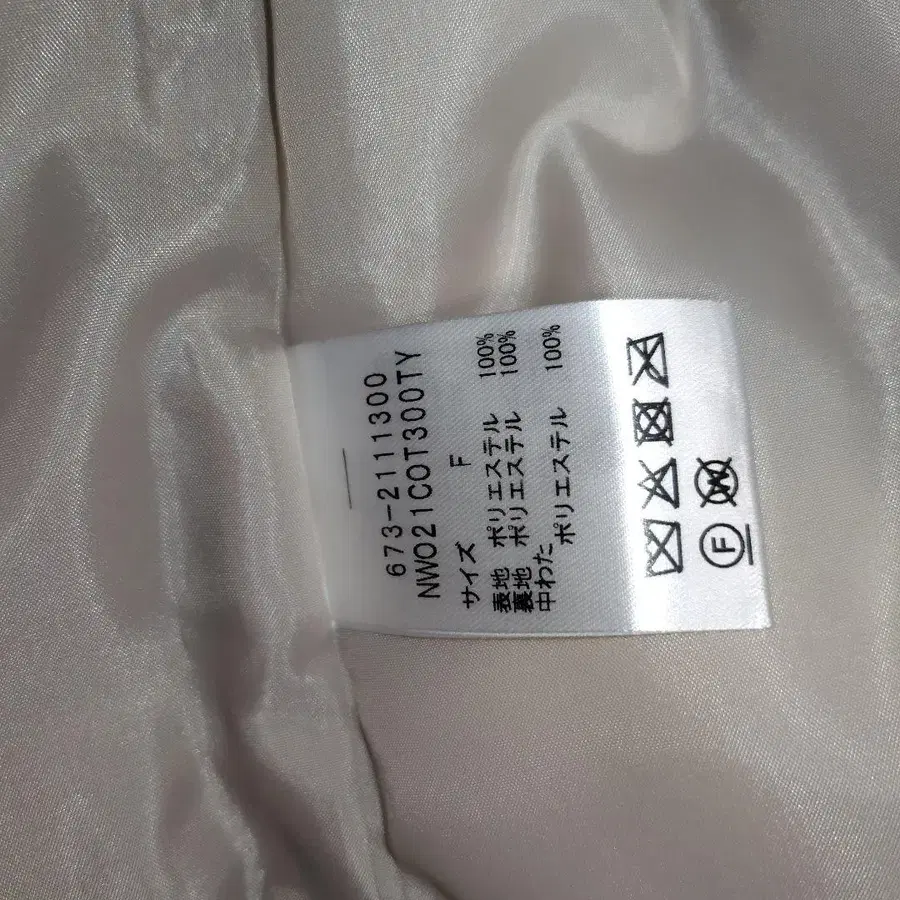 673-2111300
NWO21COT300TY
サイズ F
表地 ポリエステル 100%
裏地 ポリエステル 100%
中わた
ポリエステル 100%
W
F